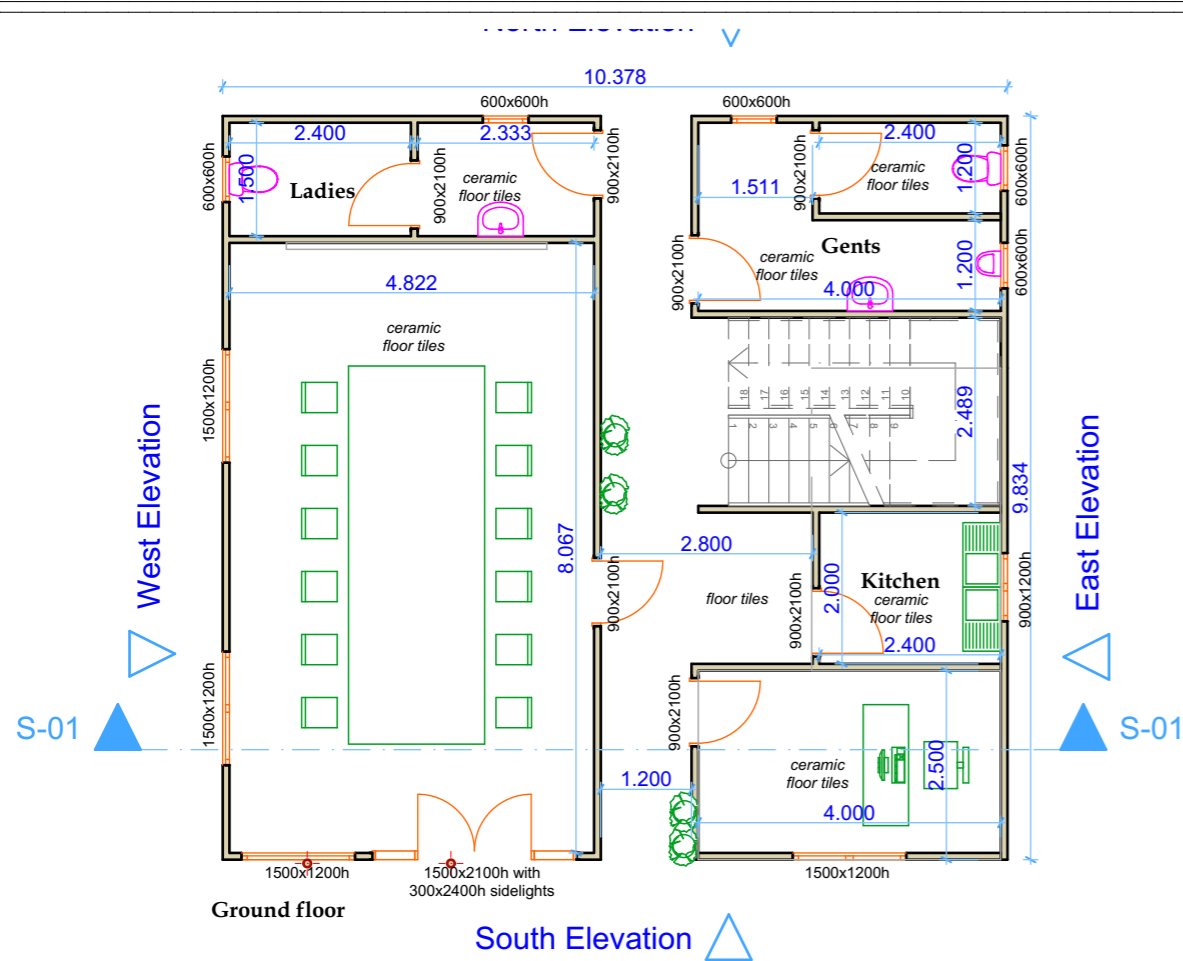 North Elevation
10.378
600x600h
600x600h
2.400
2.333
2.400
600x600h
1.500
Ladies
900x2100h
ceramic
floor tiles
900x2100h
1.511
900x2100h
ceramic
floor tiles
1.200
600x600h
Gents
ceramic
floor tiles
900x2100h
4.000
1.200
600x600h
4.822
ceramic
floor tiles
1500x1200h
18
17
16
15
14
13
12
11
10
1
2
3
4
5
6
7
8
9
2.489
9.834
West Elevation
East Elevation
8.067
2.800
900x2100h
floor tiles
900x2100h
2.000
Kitchen
ceramic
floor tiles
2.400
900x1200h
1500x1200h
S-01
900x2100h
S-01
ceramic
floor tiles
2.500
1.200
4.000
1500x1200h
1500x2100h with
300x2400h sidelights
1500x1200h
Ground floor
South Elevation